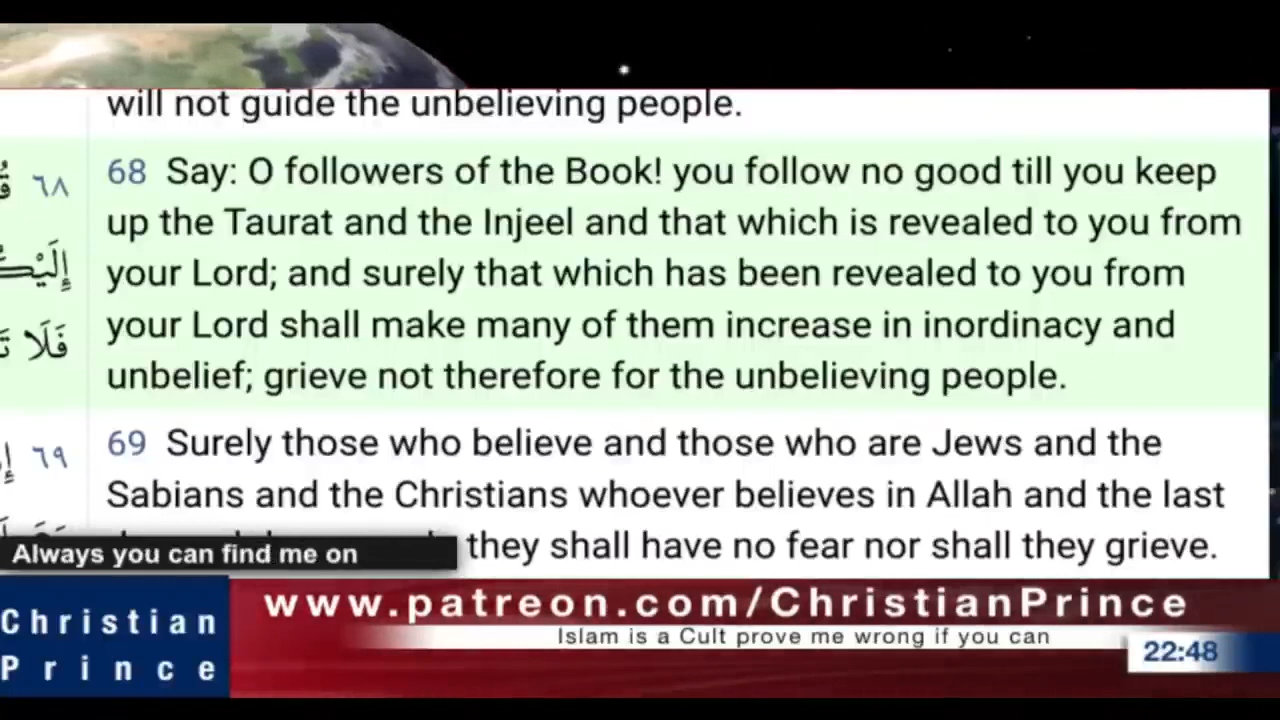 will not guide the unbelieving people.
٦٨ 68 Say: O followers of the Book! you follow no good till you keep
up the Taurat and the Injeel and that which is revealed to you from
your Lord; and surely that which has been revealed to you from
your Lord shall make many of them increase in inordinacy and
unbelief; grieve not therefore for the unbelieving people.
فَلَا
٦٩ 69 Surely those who believe and those who are Jews and the
Sabians and the Christians whoever believes in Allah and the last
they shall have no fear nor shall they grieve.
Always you can find me on
www.patreon.com/ChristianPrince
Christian
Prince
Islam is a Cult prove me wrong if you can
22:48